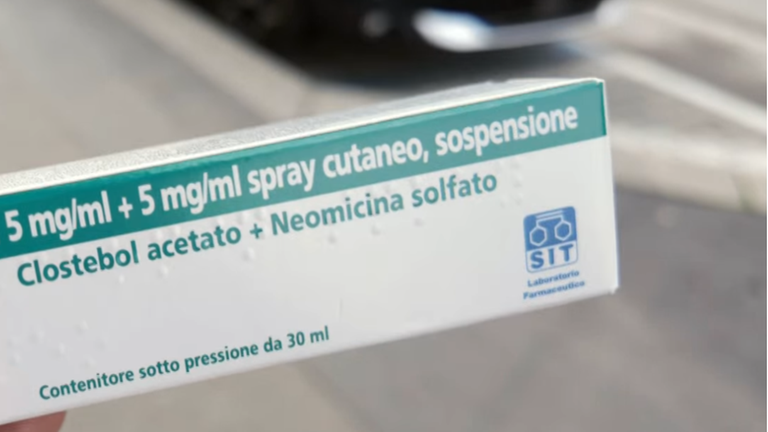 5 mg/ml + 5 mg/ml spray cutaneo, sospensione
Clostebol acetato + Neomicina solfato
SIT
Laboratorio
Farmaceutico
Contenitore sotto pressione da 30 ml